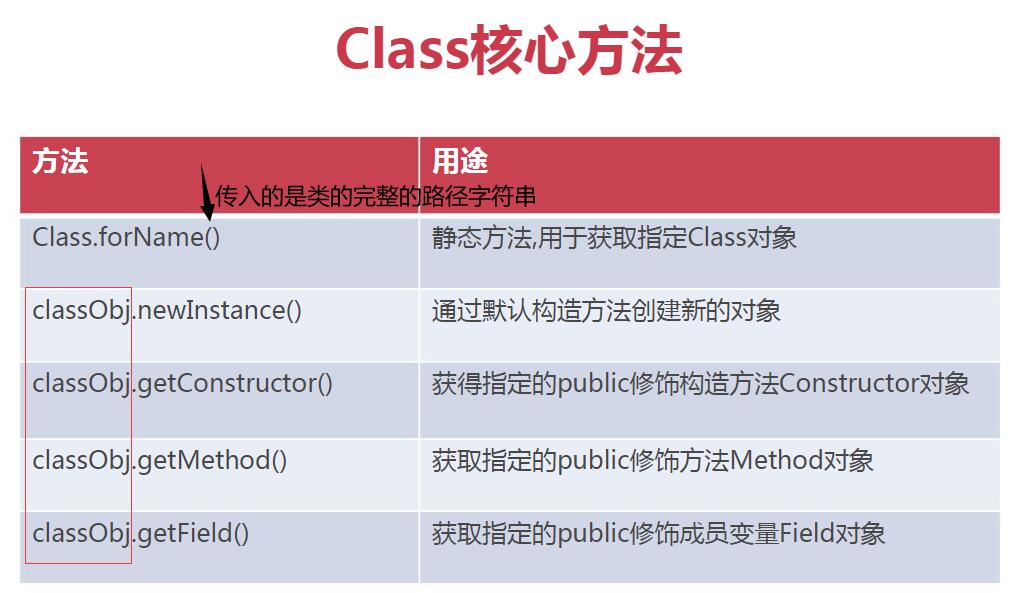 Class核心方法
方法 用途
传入的是类的完整的路径字符串
Class.forName() 静态方法,用于获取指定Class对象
classObj.newInstance() 通过默认构造方法创建新的对象
classObj.getConstructor() 获得指定的public修饰构造方法Constructor对象
classObj.getMethod() 获取指定的public修饰方法Method对象
classObj.getField() 获取指定的public修饰成员变量Field对象